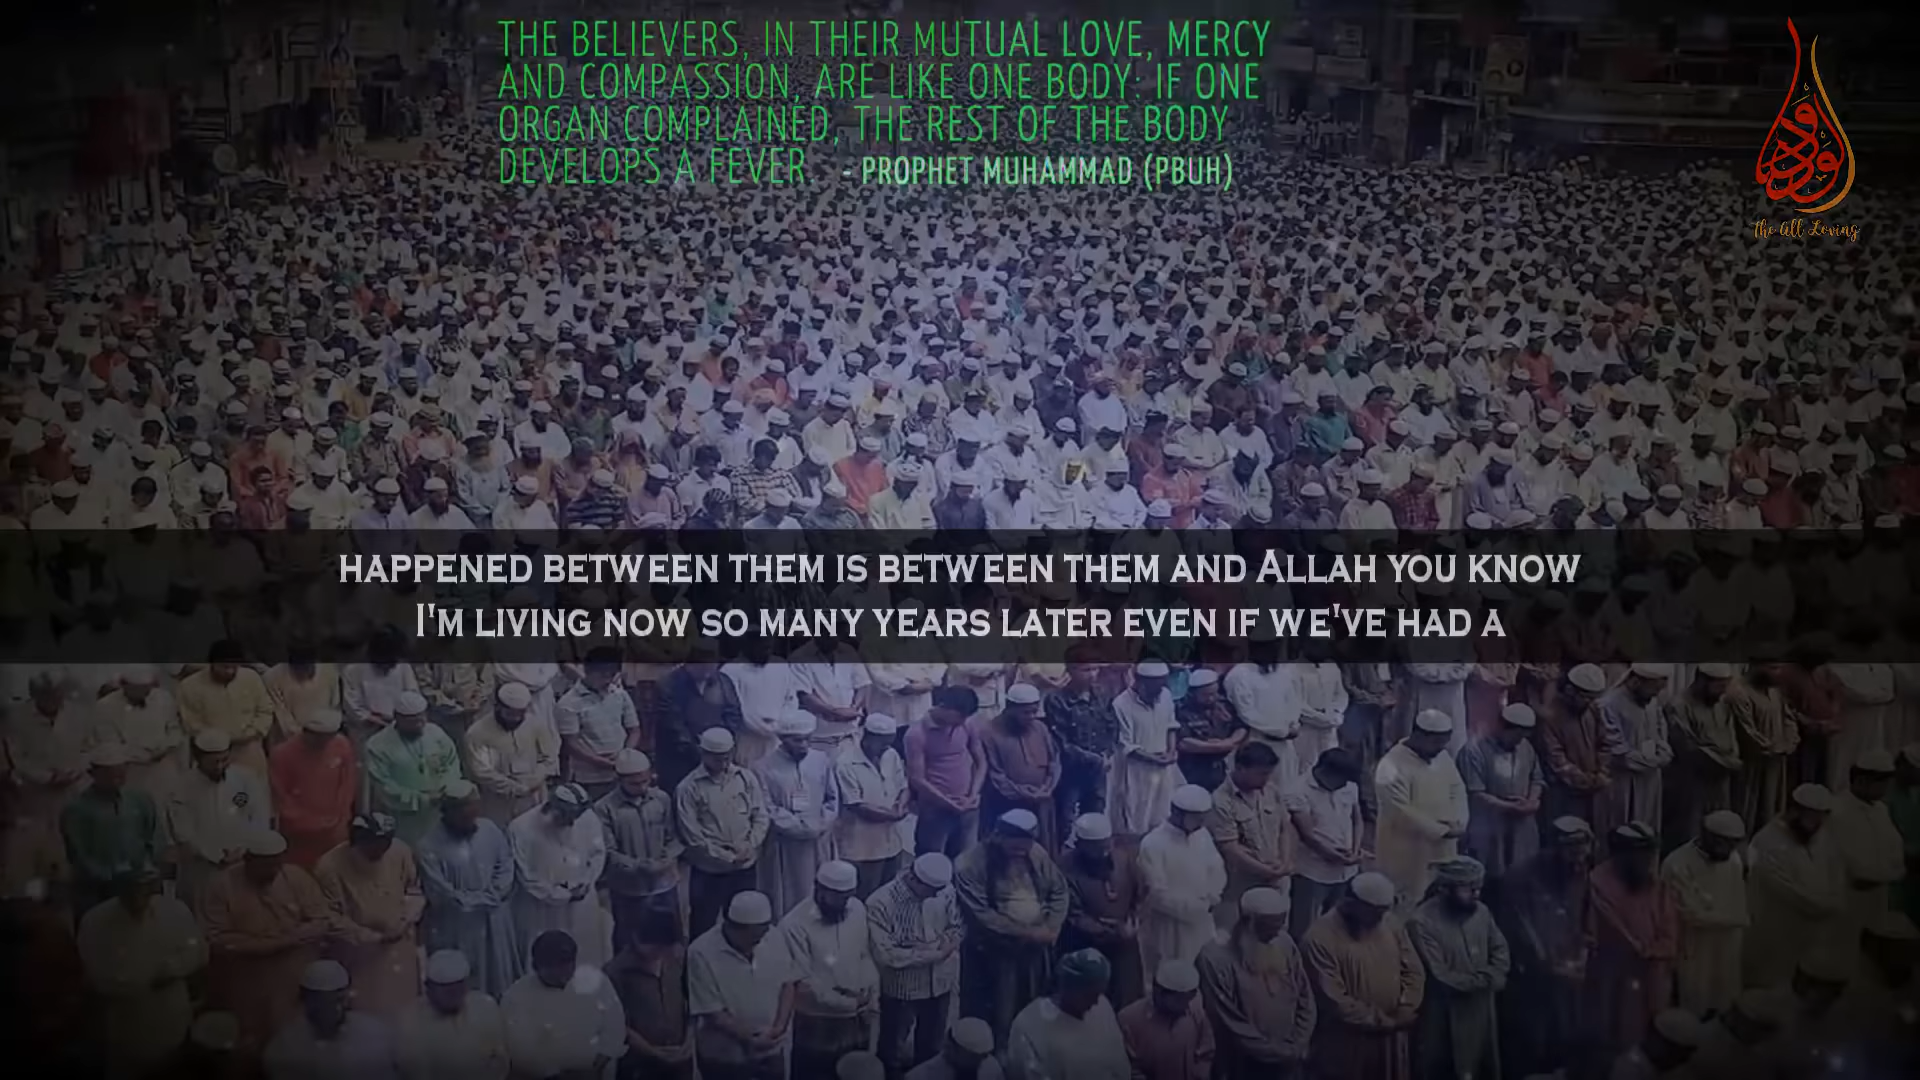 THE BELIEVERS, IN THEIR MUTUAL LOVE, MERCY
AND COMPASSION, ARE LIKE ONE BODY: IF ONE
ORGAN COMPLAINED, THE REST OF THE BODY
DEVELOPS A FEVER. - PROPHET MUHAMMAD (PBUH)
The All Loving
HAPPENED BETWEEN THEM IS BETWEEN THEM AND ALLAH YOU KNOW
I'M LIVING NOW SO MANY YEARS LATER EVEN IF WE'VE HAD A